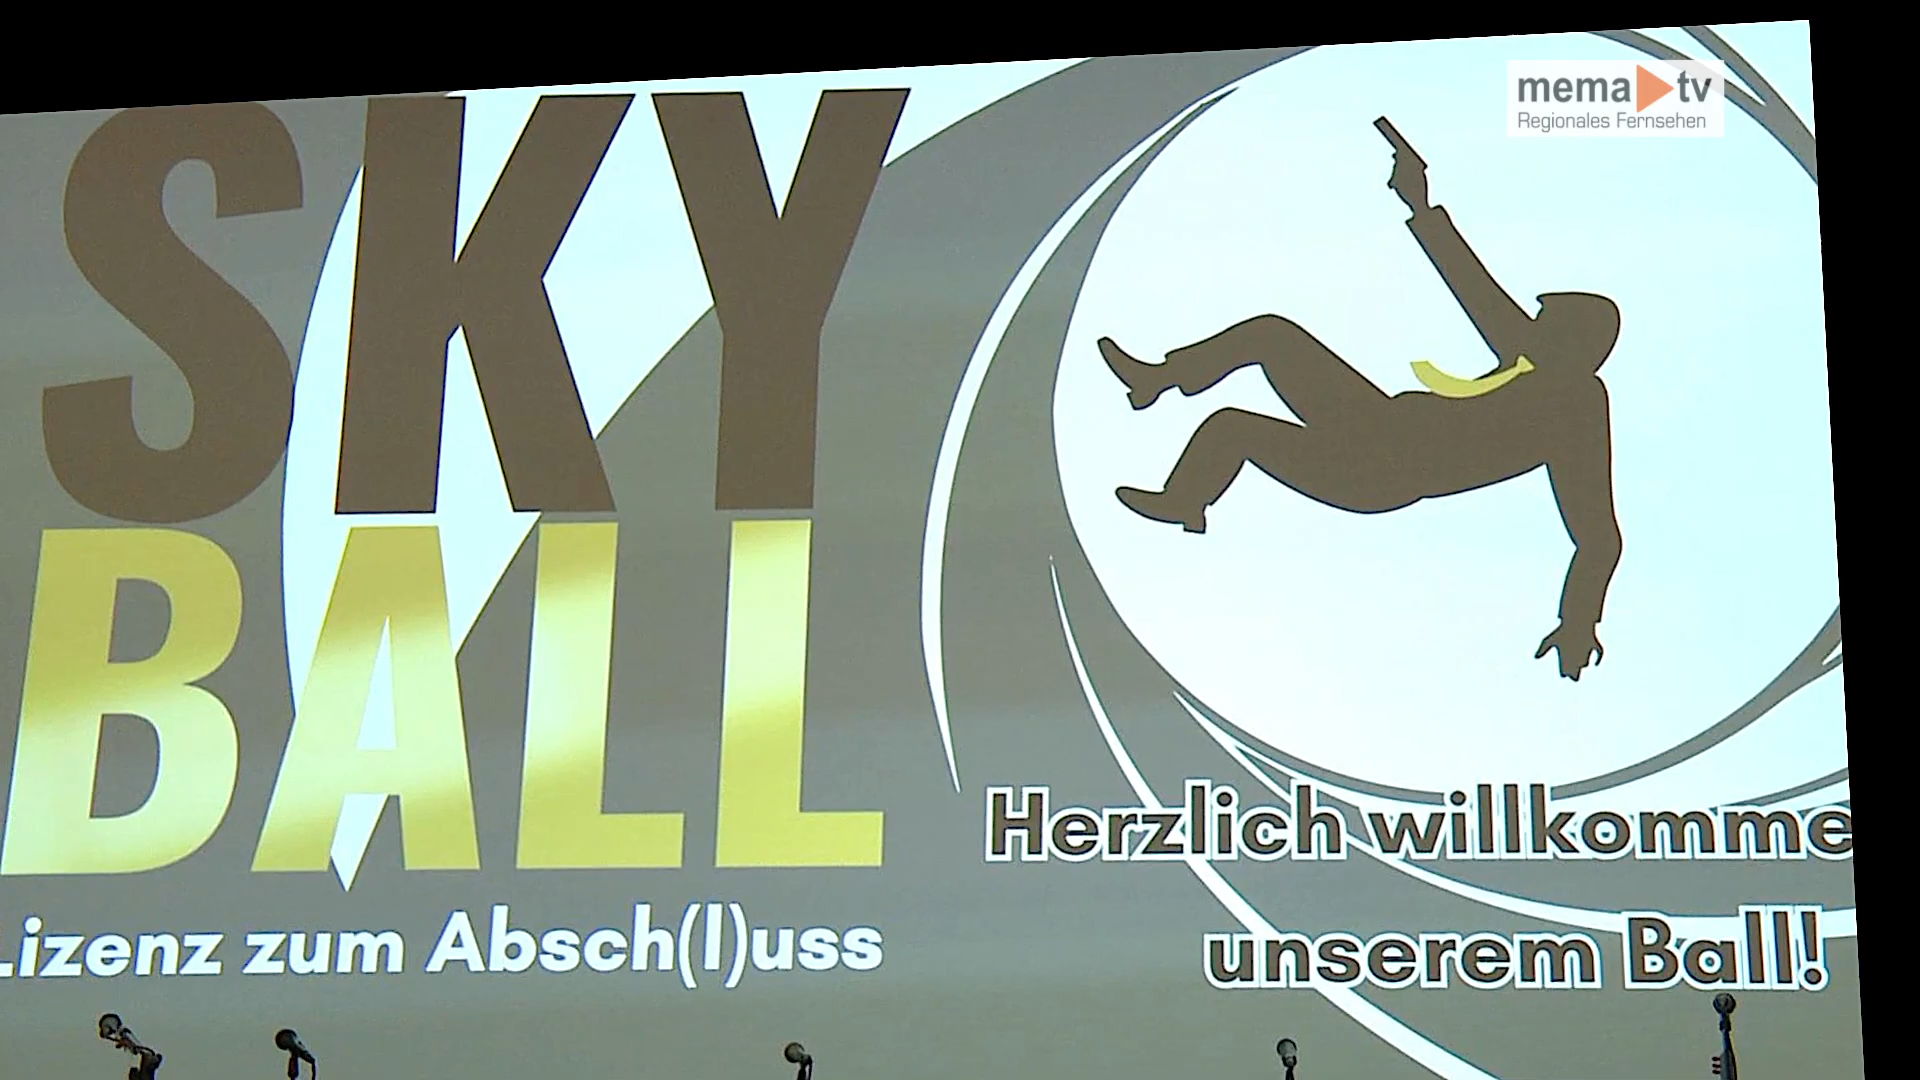 mema tv
Regionales Fernsehen
SKY
BALL
Lizenz zum Absch(l)uss
Herzlich willkomme
unserem Ball!